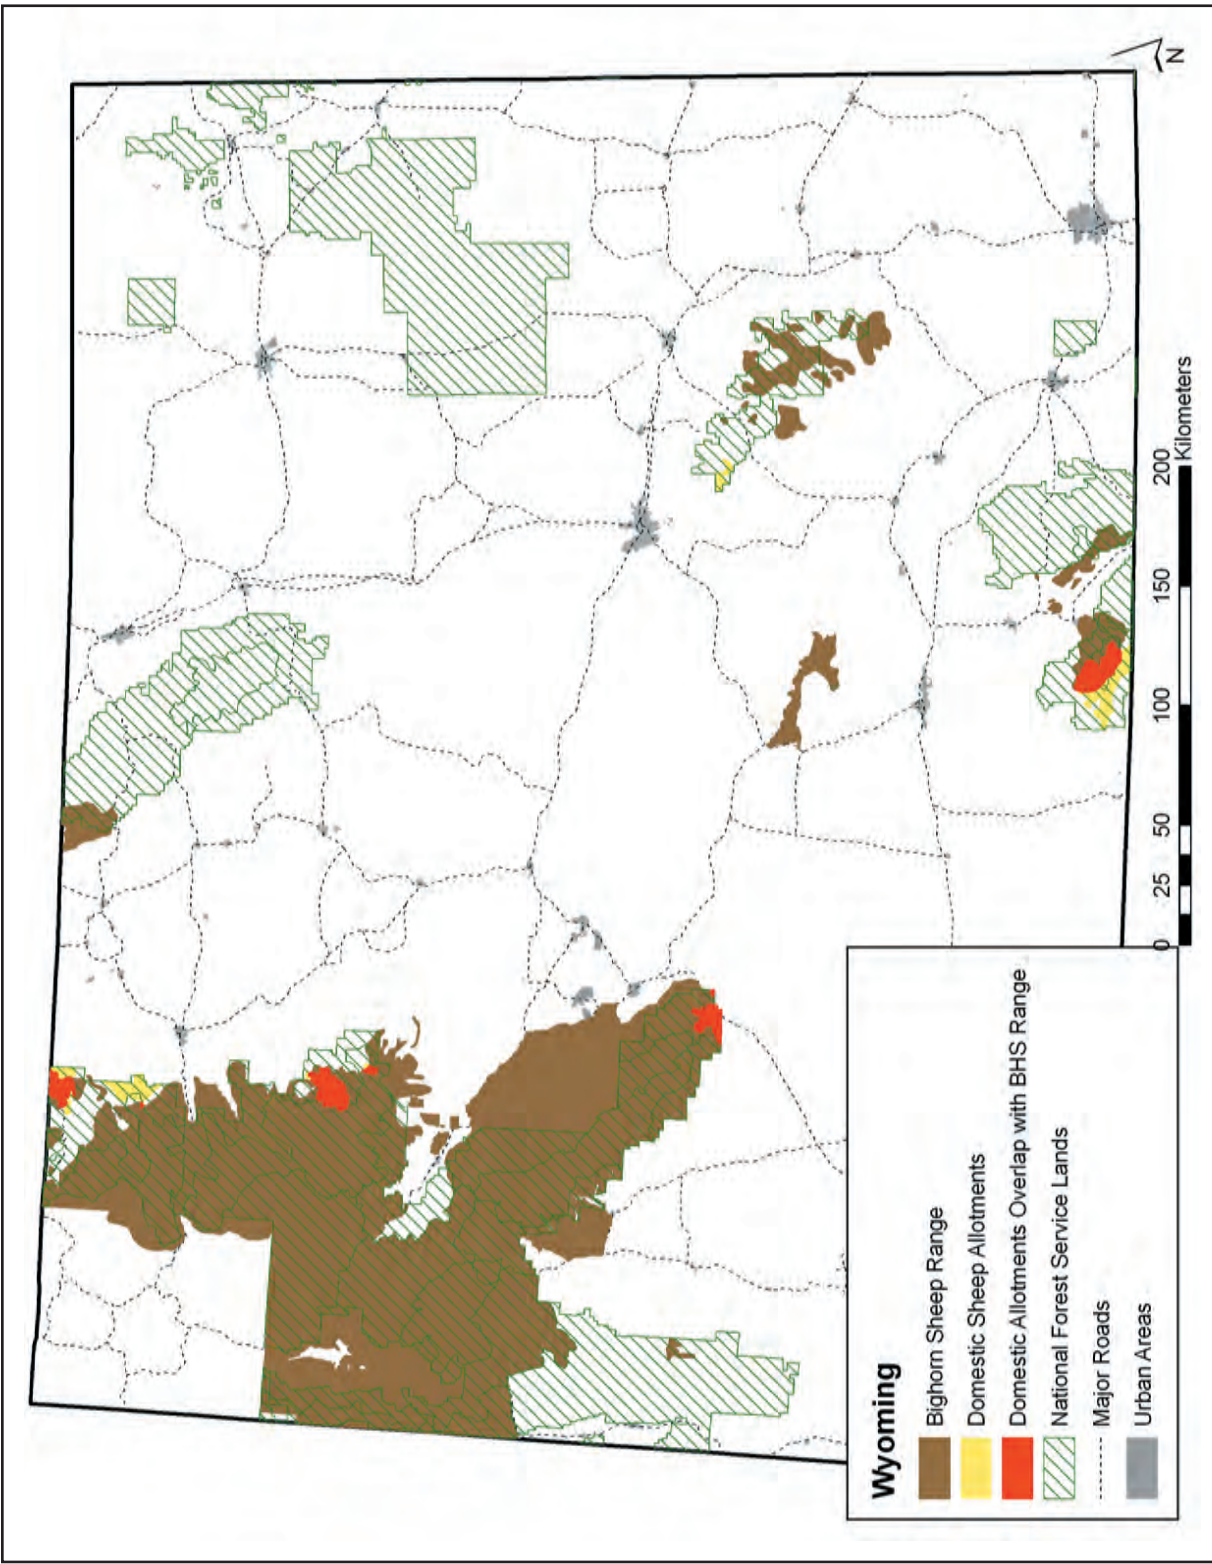 Wyoming
Bighorn Sheep Range
Domestic Sheep Allotments
Domestic Allotments Overlap with BHS Range
National Forest Service Lands
Major Roads
Urban Areas
0 25 50 100 150 200
Kilometers
N